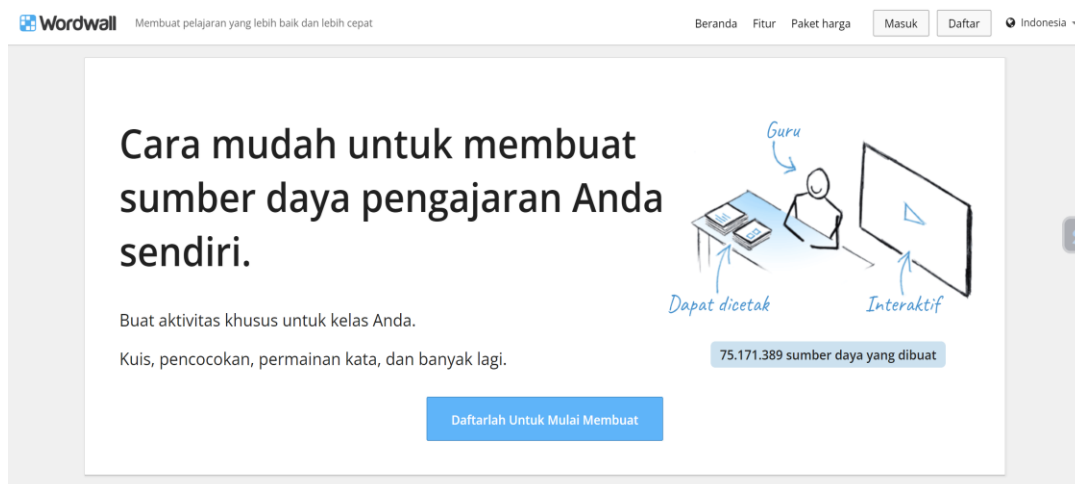 Wordwall Membuat pelajaran yang lebih baik dan lebih cepat Beranda Fitur Paket harga Masuk Daftar Indonesia
Cara mudah untuk membuat
sumber daya pengajaran Anda
sendiri.
Buat aktivitas khusus untuk kelas Anda.
Kuis, pencocokan, permainan kata, dan banyak lagi.
Daftarlah Untuk Mulai Membuat
Guru
Dapat dicetak
Interaktif
75.171.389 sumber daya yang dibuat